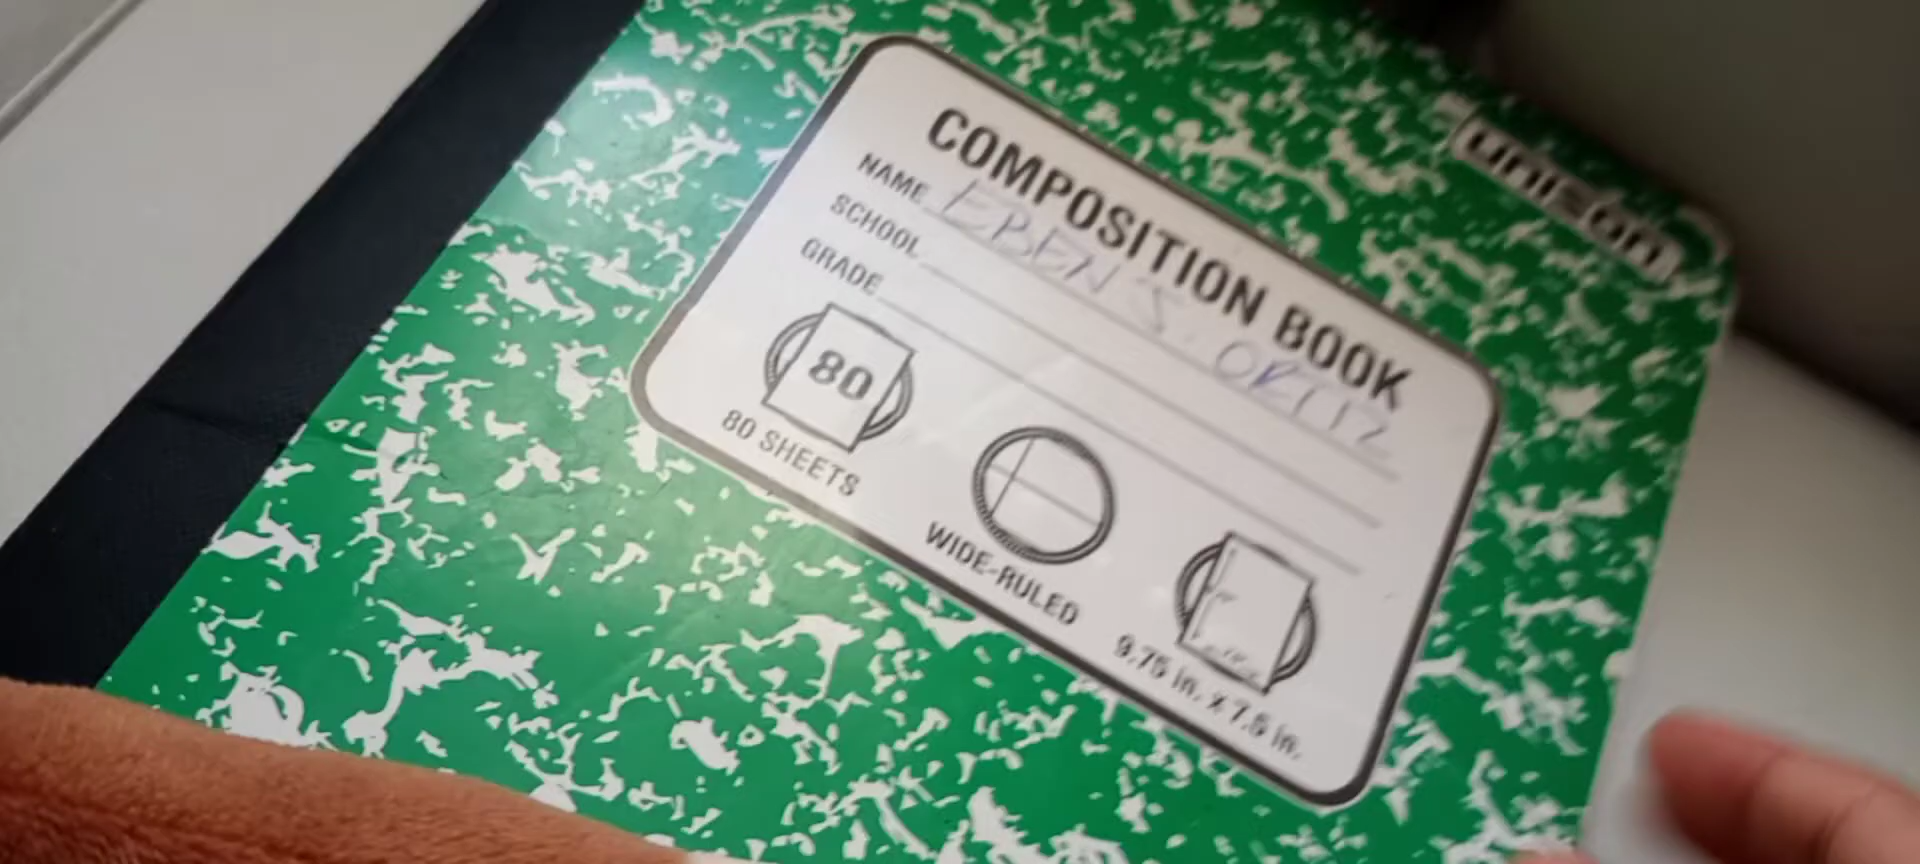 unison
COMPOSITION BOOK
NAME EBEN S. ORTIZ
SCHOOL
GRADE
80
80 SHEETS
WIDE-RULED
9.75 in. x 7.5 in.